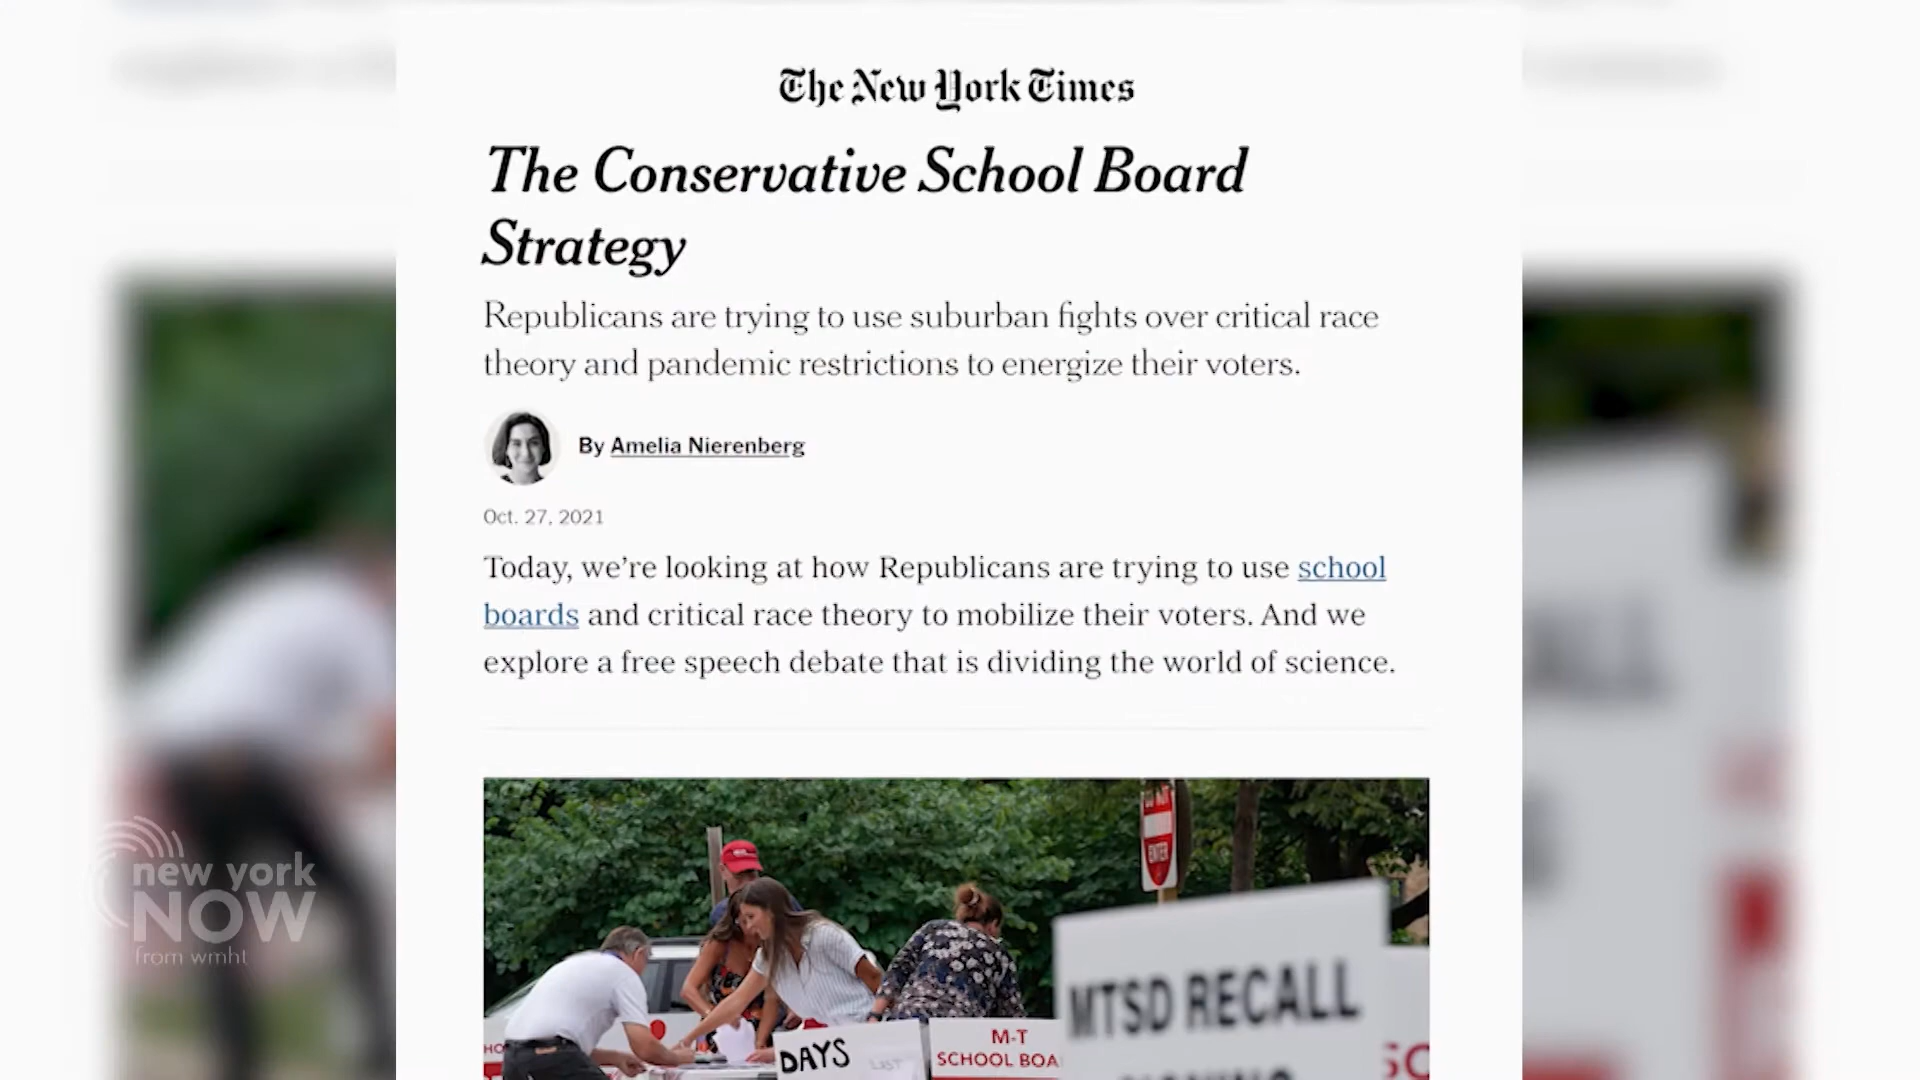 The New York Times
The Conservative School Board
Strategy
Republicans are trying to use suburban fights over critical race
theory and pandemic restrictions to energize their voters.
By Amelia Nierenberg
Oct. 27, 2021
Today, we're looking at how Republicans are trying to use school
boards and critical race theory to mobilize their voters. And we
explore a free speech debate that is dividing the world of science.
new york
NOW
from wmht
ENTER
MTSD RECALL
DAYS
LIST
M-T
SCHOOL BOA
SC